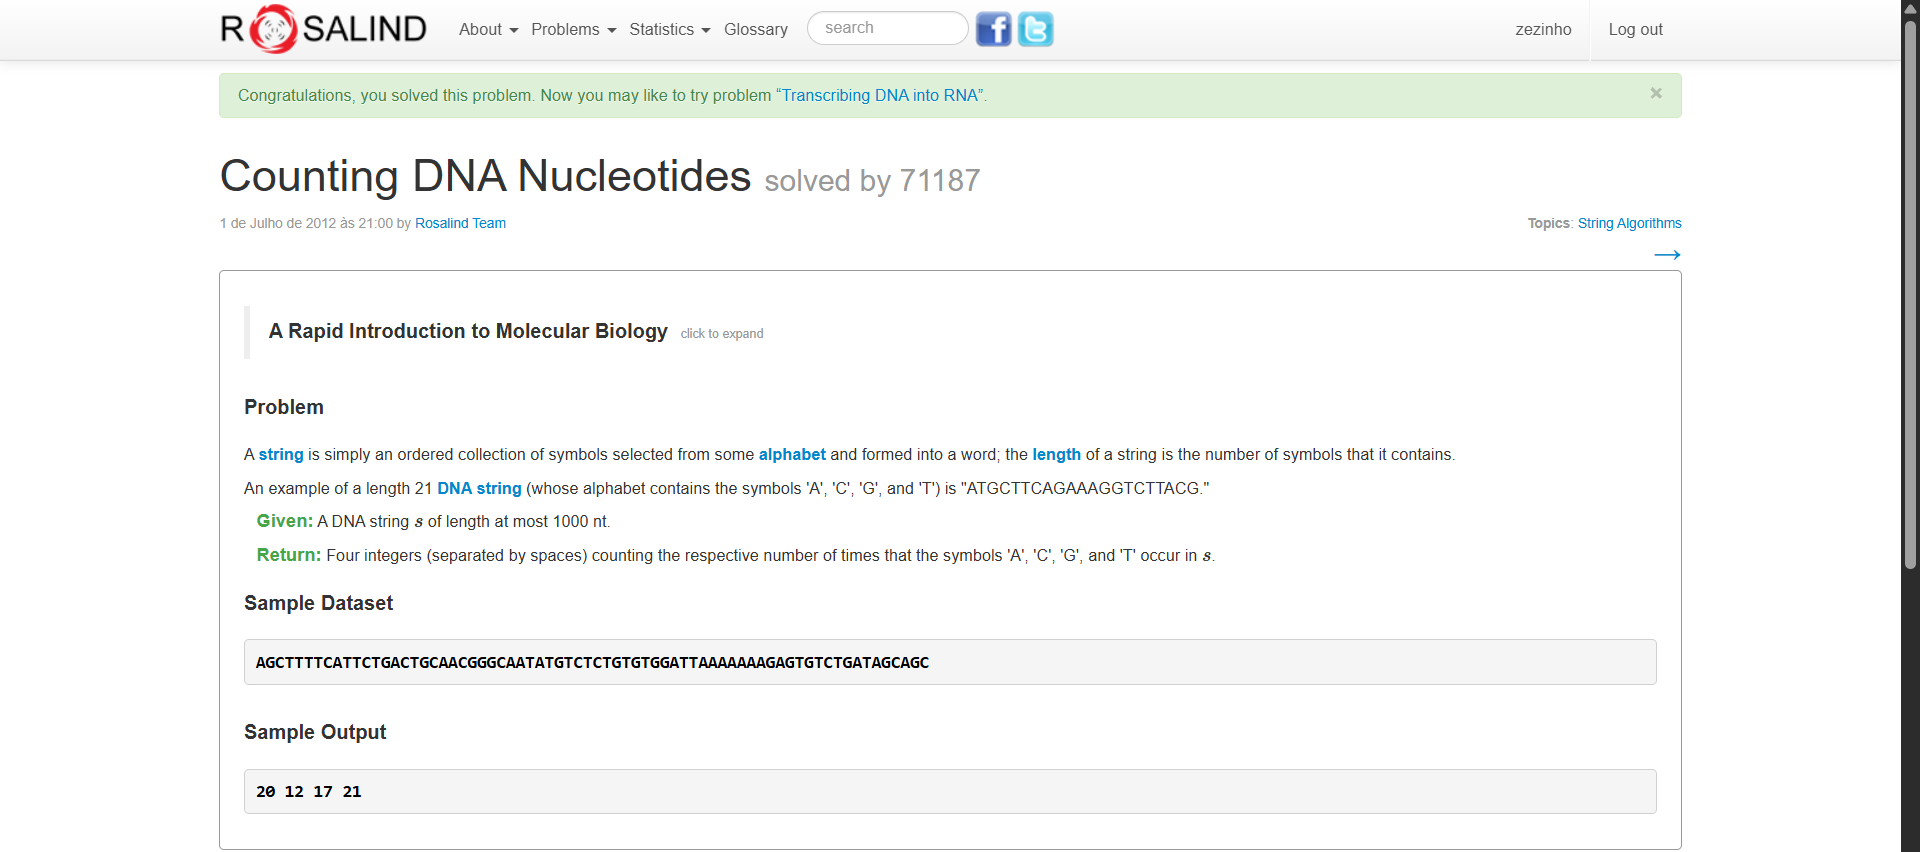 ROSALIND About Problems Statistics Glossary search f t zezinho Log out
Congratulations, you solved this problem. Now you may like to try problem “Transcribing DNA into RNA”. ×
Counting DNA Nucleotides solved by 71187
1 de Julho de 2012 às 21:00 by Rosalind Team Topics: String Algorithms
→
A Rapid Introduction to Molecular Biology click to expand
Problem
A string is simply an ordered collection of symbols selected from some alphabet and formed into a word; the length of a string is the number of symbols that it contains.
An example of a length 21 DNA string (whose alphabet contains the symbols 'A', 'C', 'G', and 'T') is "ATGCTTCAGAAAGGTCTTACG."
Given: A DNA string s of length at most 1000 nt.
Return: Four integers (separated by spaces) counting the respective number of times that the symbols 'A', 'C', 'G', and 'T' occur in s.
Sample Dataset
AGCTTTTCATTCTGACTGCAACGGGCAATATGTCTCTGTGTGGATTAAAAAAAGAGTGTCTGATAGCAGC
Sample Output
20 12 17 21